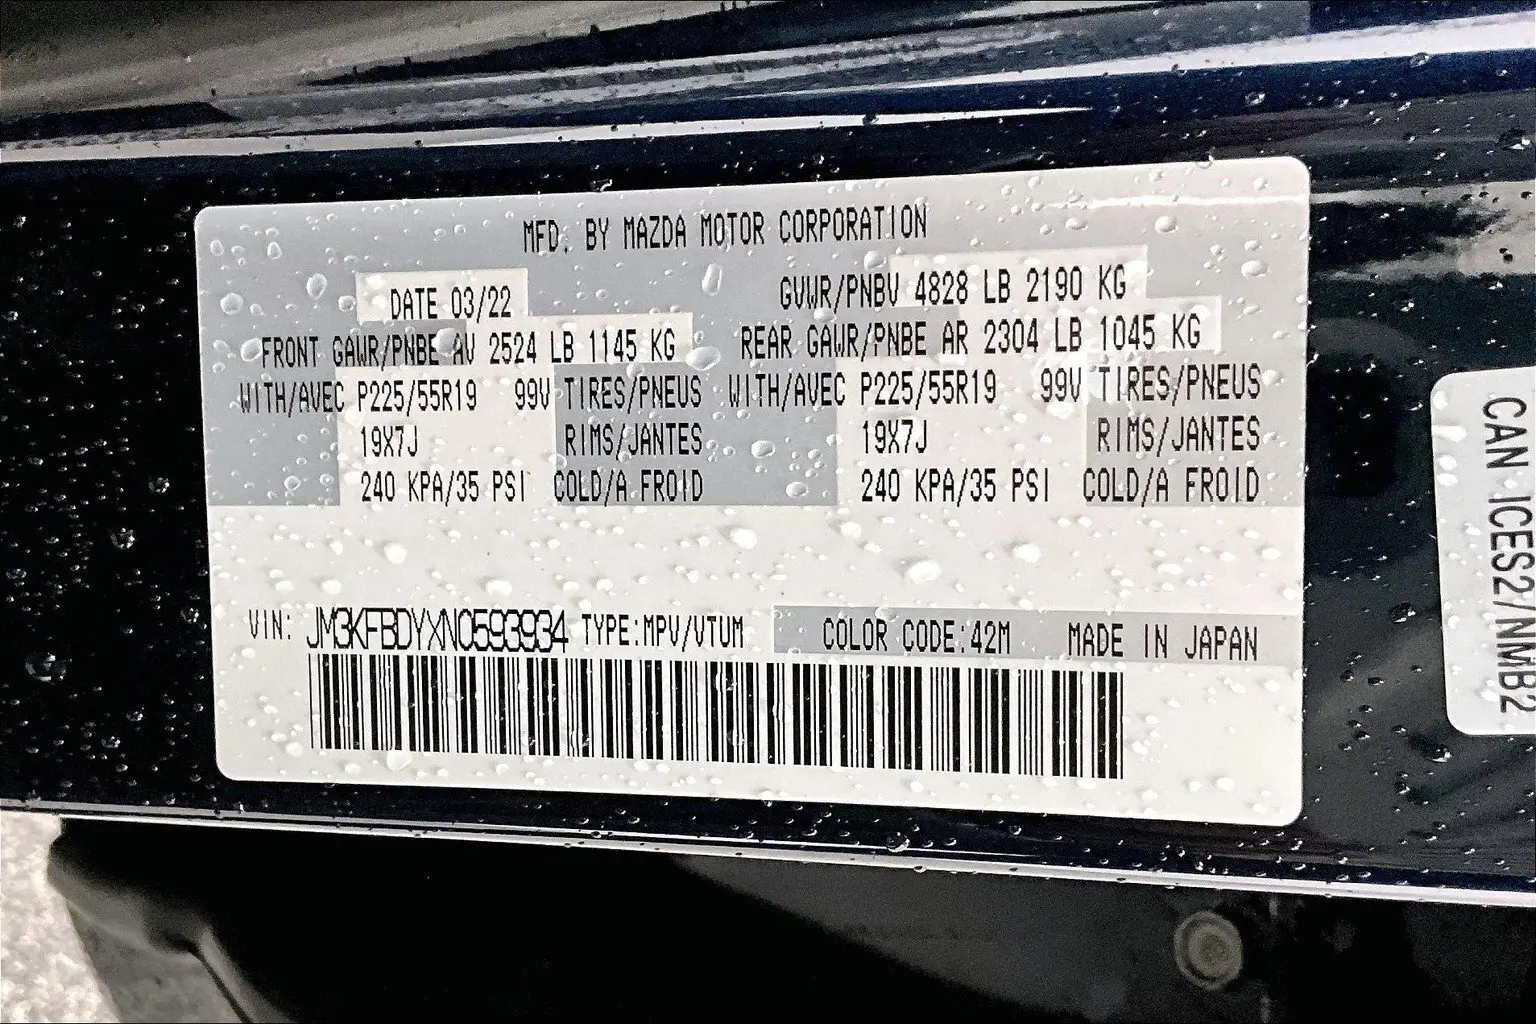 MFD. BY MAZDA MOTOR CORPORATION
DATE 03/22 GVWR/PNBV 4828 LB 2190 KG
FRONT GAWR/PNBE AV 2524 LB 1145 KG REAR GAWR/PNBE AR 2304 LB 1045 KG
WITH/AVEC P225/55R19 99V TIRES/PNEUS WITH/AVEC P225/55R19 99V TIRES/PNEUS
19X7J RIMS/JANTES 19X7J RIMS/JANTES
240 KPA/35 PSI COLD/A FROID 240 KPA/35 PSI COLD/A FROID
VIN: JM3KFBDYXN0593934 TYPE:MPV/VTUM COLOR CODE:42M MADE IN JAPAN
CAN ICES2/NMB2